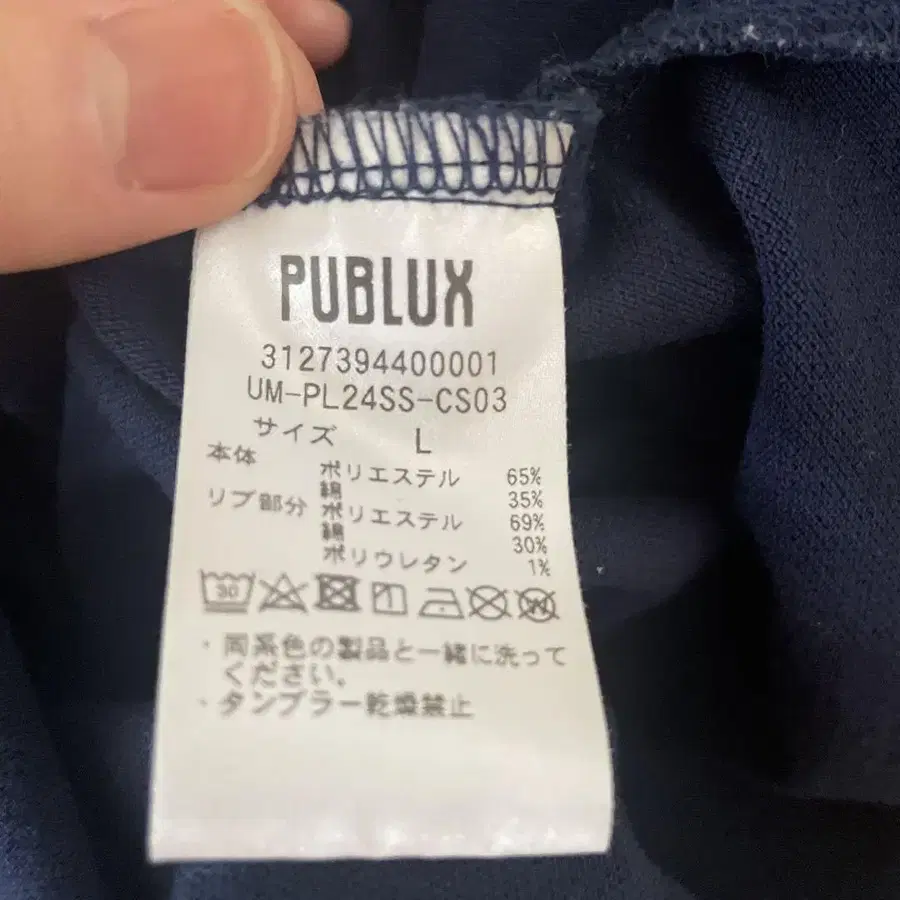 PUBLUX
3127394400001
UM-PL24SS-CS03
サイズ L
本体 ポリエステル 65%
綿 35%
リブ部分 ポリエステル 69%
綿 30%
ポリウレタン 1%
30
W
・同系色の製品と一緒に洗って
ください。
・タンブラー乾燥禁止